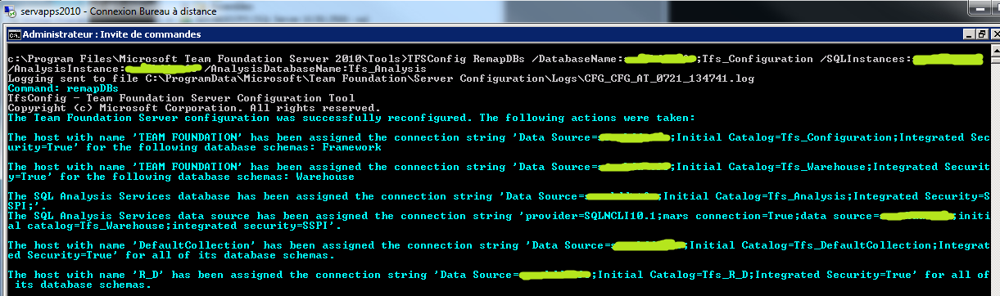 servapps2010 - Connexion Bureau à distance
Administrateur : Invite de commandes
c:\Program Files\Microsoft Team Foundation Server 2010\Tools>TFSConfig RemapDBs /DatabaseName:;Tfs_Configuration /SQLInstances:
/AnalysisInstance: /AnalysisDatabaseName:Tfs_Analysis
Logging sent to file C:\ProgramData\Microsoft\Team Foundation\Server Configuration\Logs\CFG_CFG_AT_0721_134741.log
Command: remapDBs
TfsConfig - Team Foundation Server Configuration Tool
Copyright (c) Microsoft Corporation. All rights reserved.
The Team Foundation Server configuration was successfully reconfigured. The following actions were taken:
The host with name 'TEAM FOUNDATION' has been assigned the connection string 'Data Source=;Initial Catalog=Tfs_Configuration;Integrated Sec
urity=True' for the following database schemas: Framework
The host with name 'TEAM FOUNDATION' has been assigned the connection string 'Data Source=;Initial Catalog=Tfs_Warehouse;Integrated Securit
y=True' for the following database schemas: Warehouse
The SQL Analysis Services database has been assigned the connection string 'Data Source=;Initial Catalog=Tfs_Analysis;Integrated Security=S
SPI;'.
The SQL Analysis Services data source has been assigned the connection string 'provider=SQLNCLI10.1;mars connection=True;data source=;initi
al catalog=Tfs_Warehouse;integrated security=SSPI'.
The host with name 'DefaultCollection' has been assigned the connection string 'Data Source=;Initial Catalog=Tfs_DefaultCollection;Integrat
ed Security=True' for all of its database schemas.
The host with name 'R_D' has been assigned the connection string 'Data Source=;Initial Catalog=Tfs_R_D;Integrated Security=True' for all of
its database schemas.